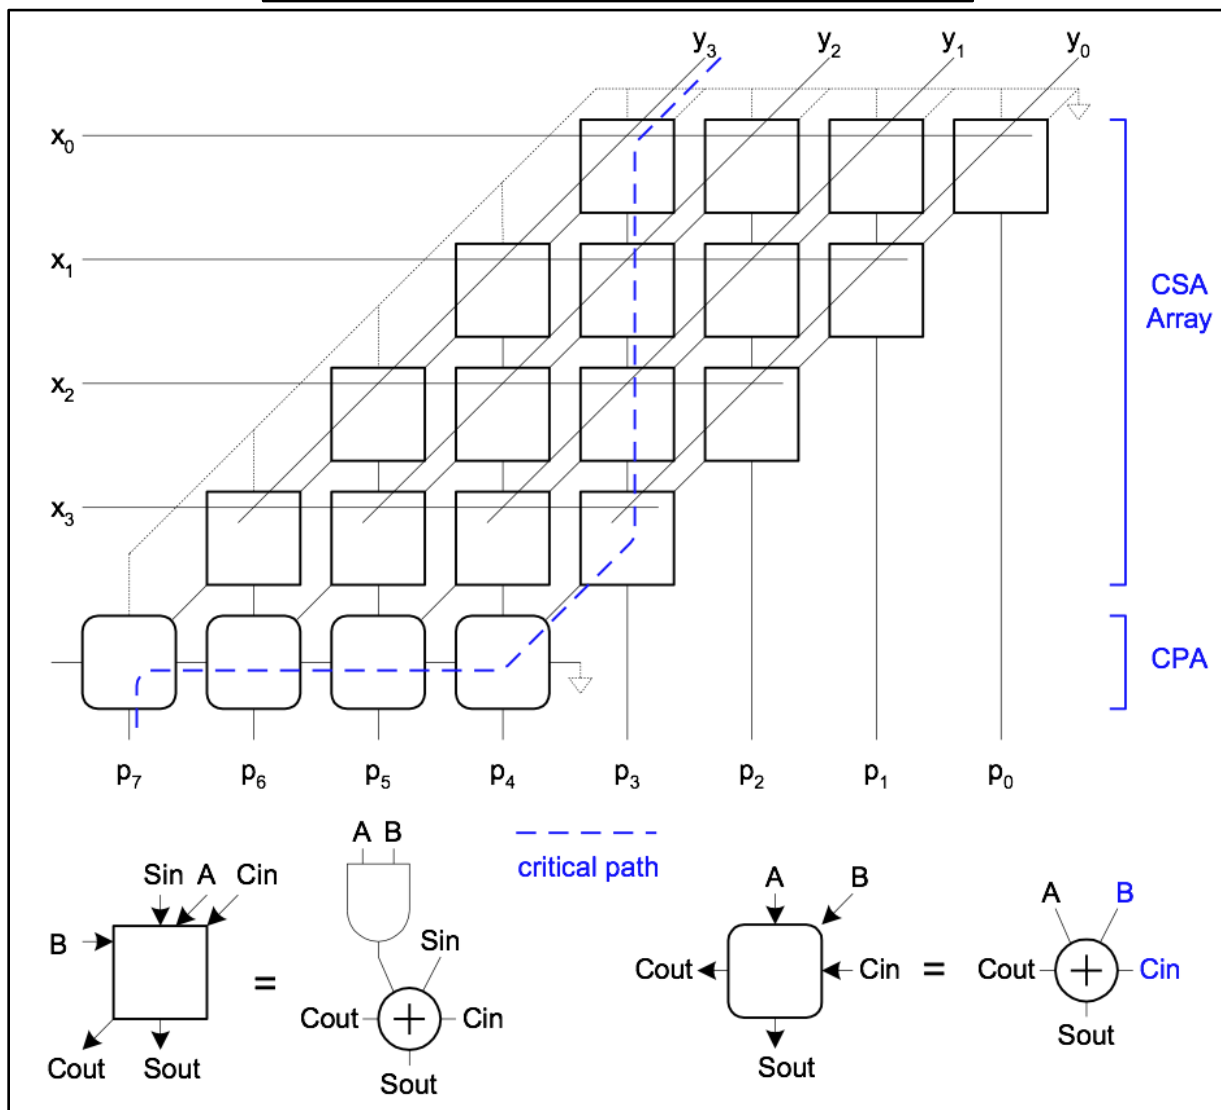 y₃ y₂ y₁ y₀
x₀
x₁
CSA
Array
x₂
x₃
CPA
p₇ p₆ p₅ p₄ p₃ p₂ p₁ p₀
A B
critical path
Sin A Cin
B
=
Sin
Cout + Cin
Cout Sout
Sout
A B
Cout Cin
=
A B
Cout + Cin
Sout
Sout